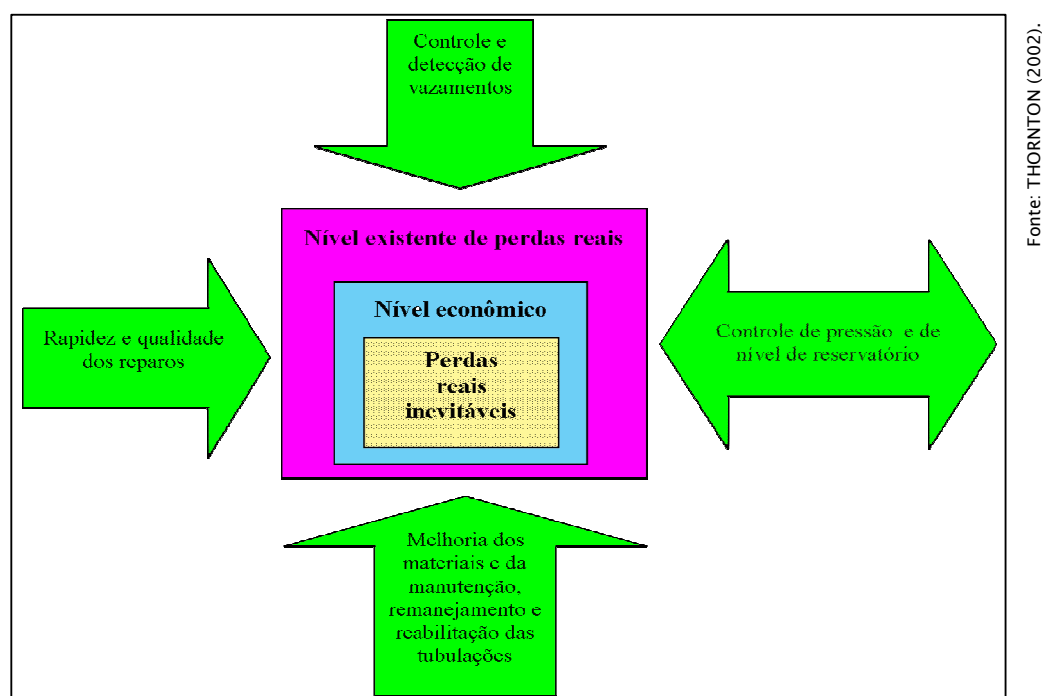 Controle e
detecção de
vazamentos
Nível existente de perdas reais
Nível econômico
Perdas
reais
inevitáveis
Rapidez e qualidade
dos reparos
Controle de pressão e de
nível de reservatório
Melhoria dos
materiais e da
manutenção,
remanejamento e
reabilitação das
tubulações
Fonte: THORNTON (2002).